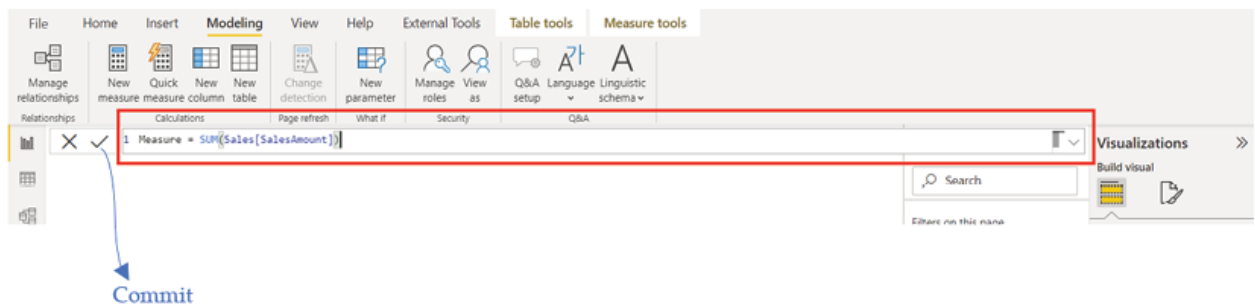 File Home Insert Modeling View Help External Tools Table tools Measure tools
Manage relationships
New measure
Quick measure
New column
New table
Change detection
New parameter
Manage roles
View as
Q&A setup
Language
Linguistic schema
Relationships Calculations Page refresh What if Security Q&A
1 Measure = SUM(Sales[SalesAmount])
Visualizations
Build visual
Search
Filters on this page
Commit